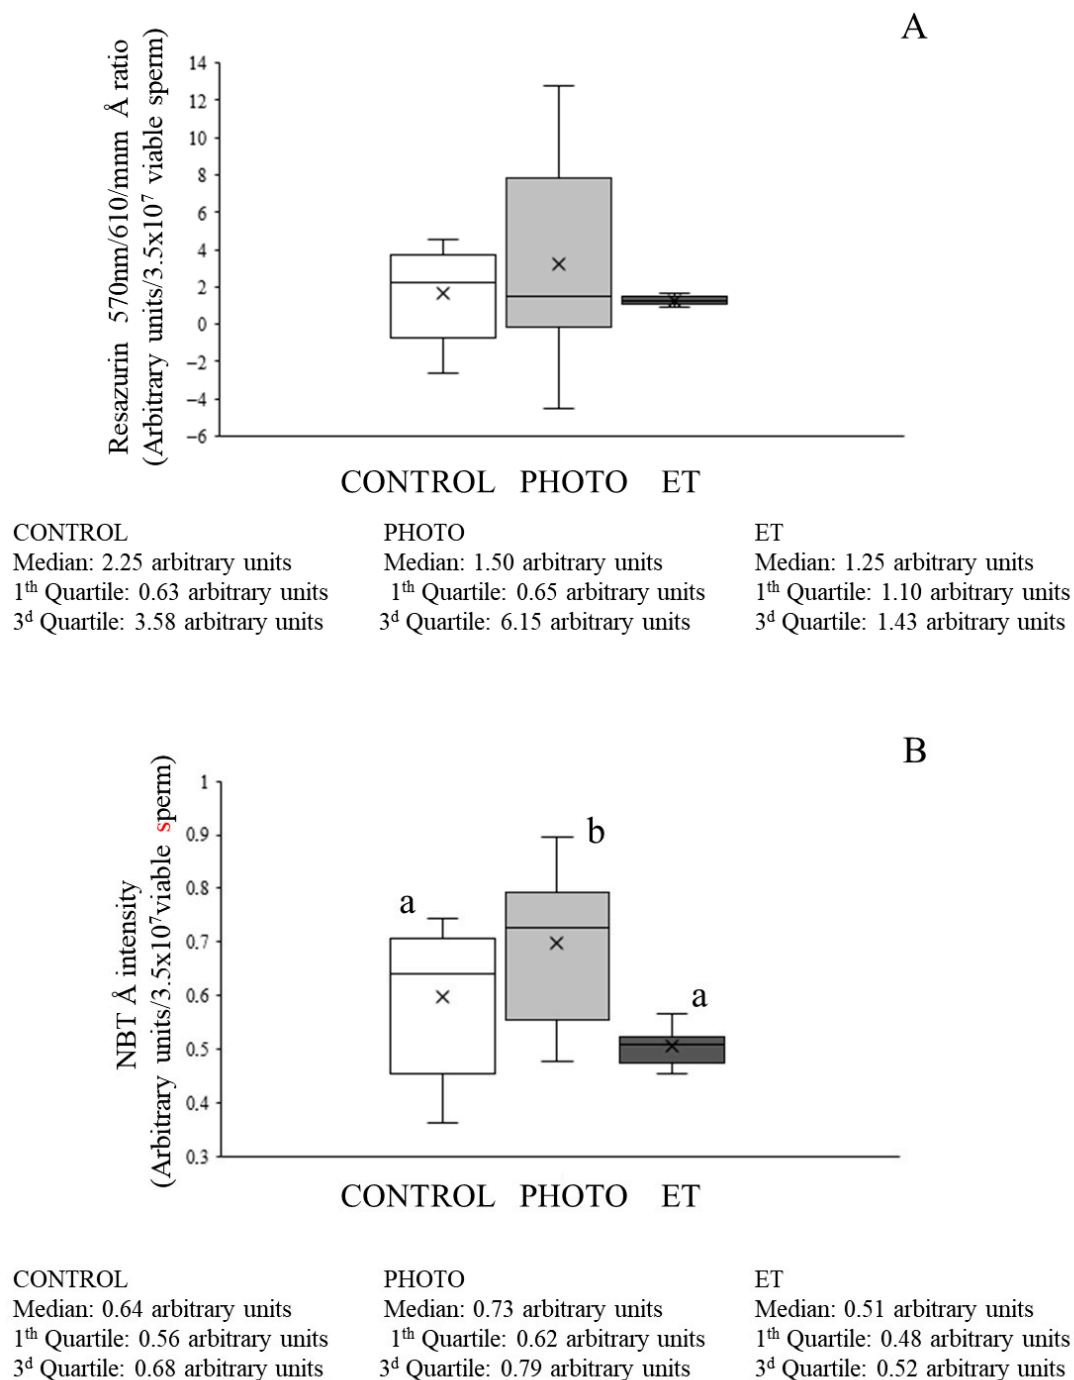 A
Resazurin 570nm/610/mnm Å ratio
(Arbitrary units/3.5x10⁷ viable sperm)
14
12
10
8
6
4
2
0
−2
−4
−6
CONTROL PHOTO ET
CONTROL
Median: 2.25 arbitrary units
1th Quartile: 0.63 arbitrary units
3d Quartile: 3.58 arbitrary units
PHOTO
Median: 1.50 arbitrary units
1th Quartile: 0.65 arbitrary units
3d Quartile: 6.15 arbitrary units
ET
Median: 1.25 arbitrary units
1th Quartile: 1.10 arbitrary units
3d Quartile: 1.43 arbitrary units
B
NBT Å intensity
(Arbitrary units/3.5x10⁷viable sperm)
1
0.9
0.8
0.7
0.6
0.5
0.4
0.3
a
b
a
CONTROL PHOTO ET
CONTROL
Median: 0.64 arbitrary units
1th Quartile: 0.56 arbitrary units
3d Quartile: 0.68 arbitrary units
PHOTO
Median: 0.73 arbitrary units
1th Quartile: 0.62 arbitrary units
3d Quartile: 0.79 arbitrary units
ET
Median: 0.51 arbitrary units
1th Quartile: 0.48 arbitrary units
3d Quartile: 0.52 arbitrary units